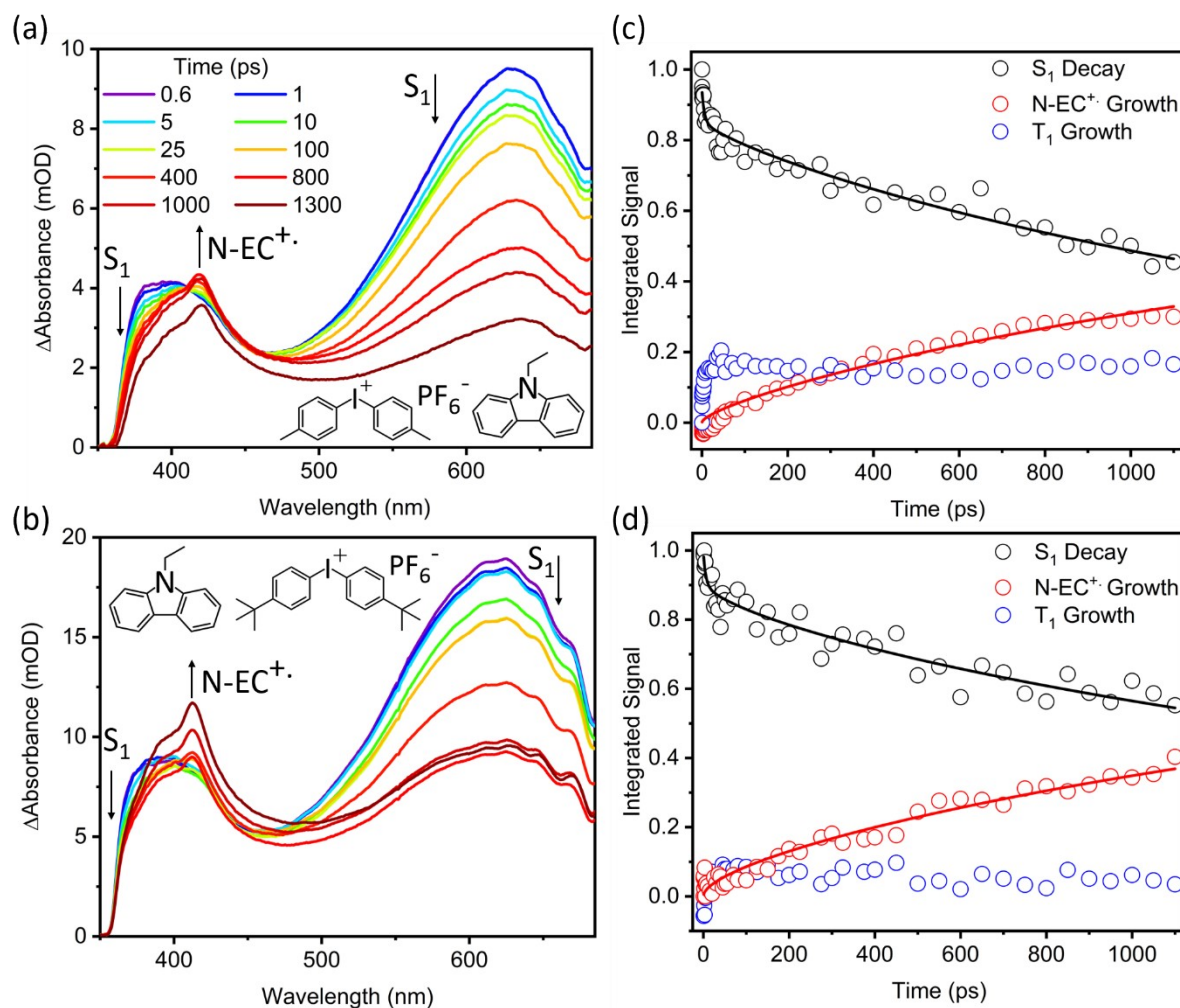 (a)
10
8
6
4
2
0
ΔAbsorbance (mOD)
Time (ps)
0.6 1
5 10
25 100
400 800
1000 1300
S₁
S₁
N-EC⁺·
I⁺
PF₆⁻
N
400 500 600
Wavelength (nm)
(c)
1.0
0.8
0.6
0.4
0.2
0.0
Integrated Signal
S₁ Decay
N-EC⁺· Growth
T₁ Growth
0 200 400 600 800 1000
Time (ps)
(b)
20
15
10
5
0
ΔAbsorbance (mOD)
N
I⁺
PF₆⁻
S₁
N-EC⁺·
S₁
400 500 600
Wavelength (nm)
(d)
1.0
0.8
0.6
0.4
0.2
0.0
Integrated Signal
S₁ Decay
N-EC⁺· Growth
T₁ Growth
0 200 400 600 800 1000
Time (ps)